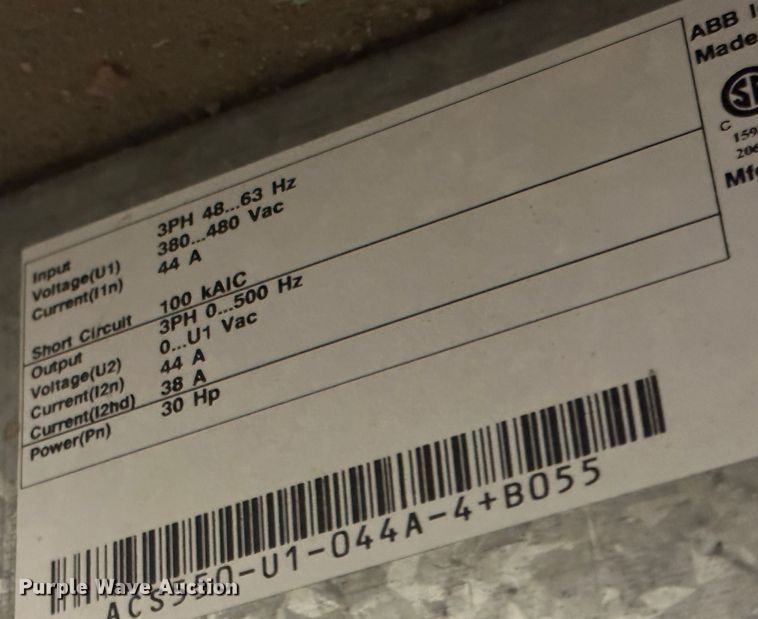 ABB I
Made
C
159
206
Mf
Input 3PH 48...63 Hz
Voltage(U1) 380...480 Vac
Current(I1n) 44 A
Short Circuit 100 kAIC
Output 3PH 0...500 Hz
Voltage(U2) 0...U1 Vac
Current(I2n) 44 A
Current(I2hd) 38 A
Power(Pn) 30 Hp
ACS550-U1-044A-4+B055
Purple Wave Auction